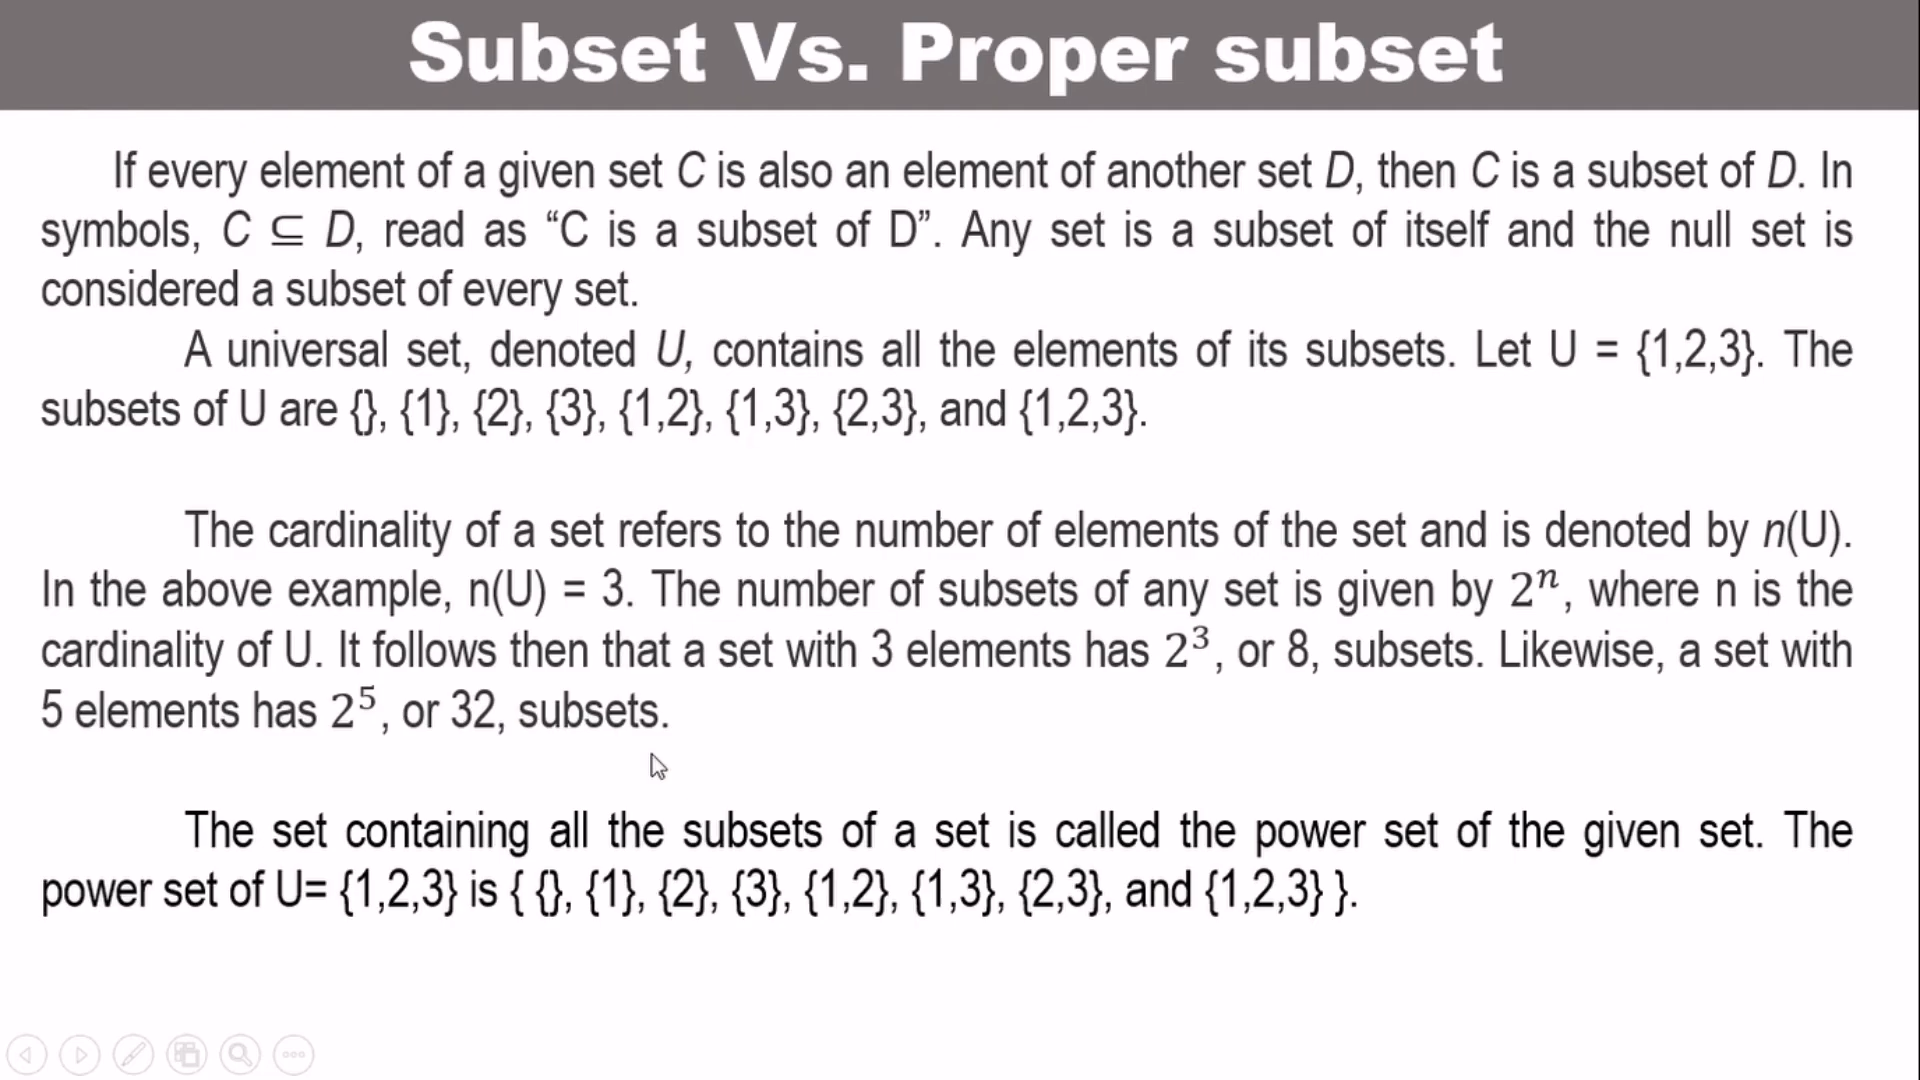 Subset Vs. Proper subset
If every element of a given set C is also an element of another set D, then C is a subset of D. In
symbols, C ⊆ D, read as “C is a subset of D”. Any set is a subset of itself and the null set is
considered a subset of every set.
A universal set, denoted U, contains all the elements of its subsets. Let U = {1,2,3}. The
subsets of U are {}, {1}, {2}, {3}, {1,2}, {1,3}, {2,3}, and {1,2,3}.
The cardinality of a set refers to the number of elements of the set and is denoted by n(U).
In the above example, n(U) = 3. The number of subsets of any set is given by 2ⁿ, where n is the
cardinality of U. It follows then that a set with 3 elements has 2³, or 8, subsets. Likewise, a set with
5 elements has 2⁵, or 32, subsets.
The set containing all the subsets of a set is called the power set of the given set. The
power set of U= {1,2,3} is { {}, {1}, {2}, {3}, {1,2}, {1,3}, {2,3}, and {1,2,3} }.